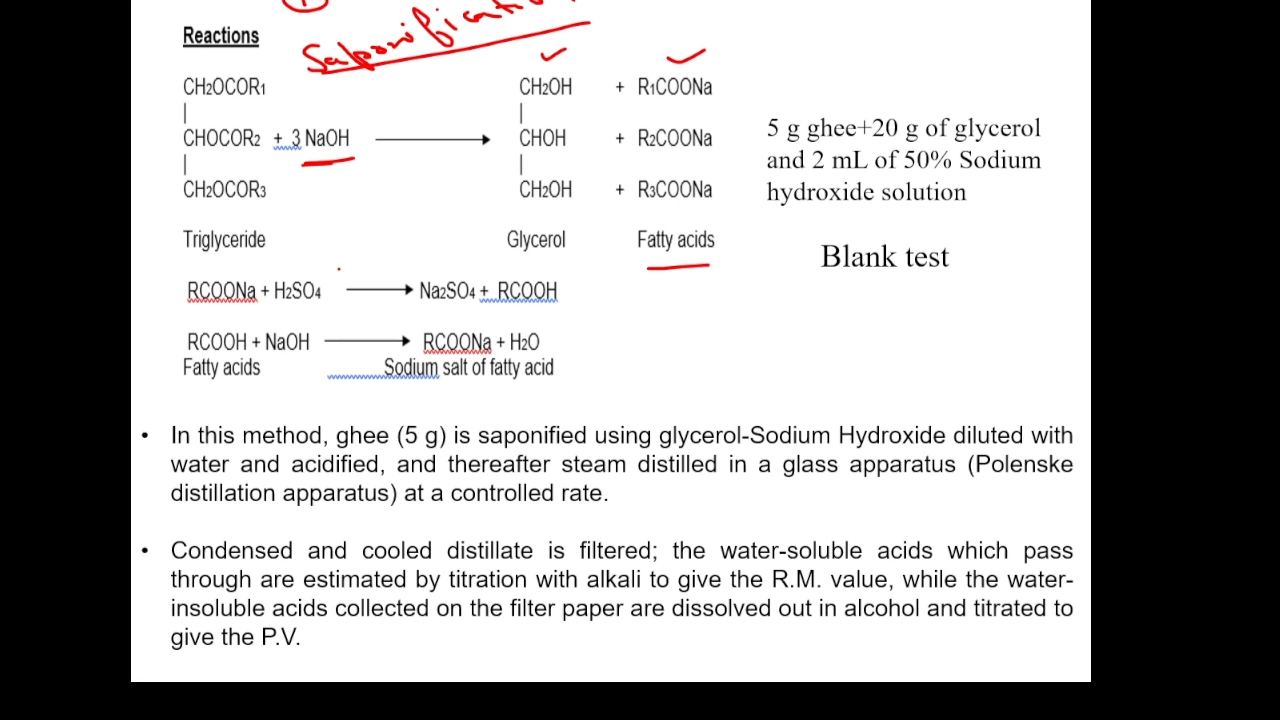 Saponification
Reactions
CH2OCOR1 CH2OH + R1COONa
| |
CHOCOR2 + 3 NaOH CHOH + R2COONa
| |
CH2OCOR3 CH2OH + R3COONa
Triglyceride Glycerol Fatty acids
5 g ghee+20 g of glycerol
and 2 mL of 50% Sodium
hydroxide solution
Blank test
RCOONa + H2SO4 Na2SO4 + RCOOH
RCOOH + NaOH RCOONa + H2O
Fatty acids Sodium salt of fatty acid
• In this method, ghee (5 g) is saponified using glycerol-Sodium Hydroxide diluted with
water and acidified, and thereafter steam distilled in a glass apparatus (Polenske
distillation apparatus) at a controlled rate.
• Condensed and cooled distillate is filtered; the water-soluble acids which pass
through are estimated by titration with alkali to give the R.M. value, while the water-
insoluble acids collected on the filter paper are dissolved out in alcohol and titrated to
give the P.V.